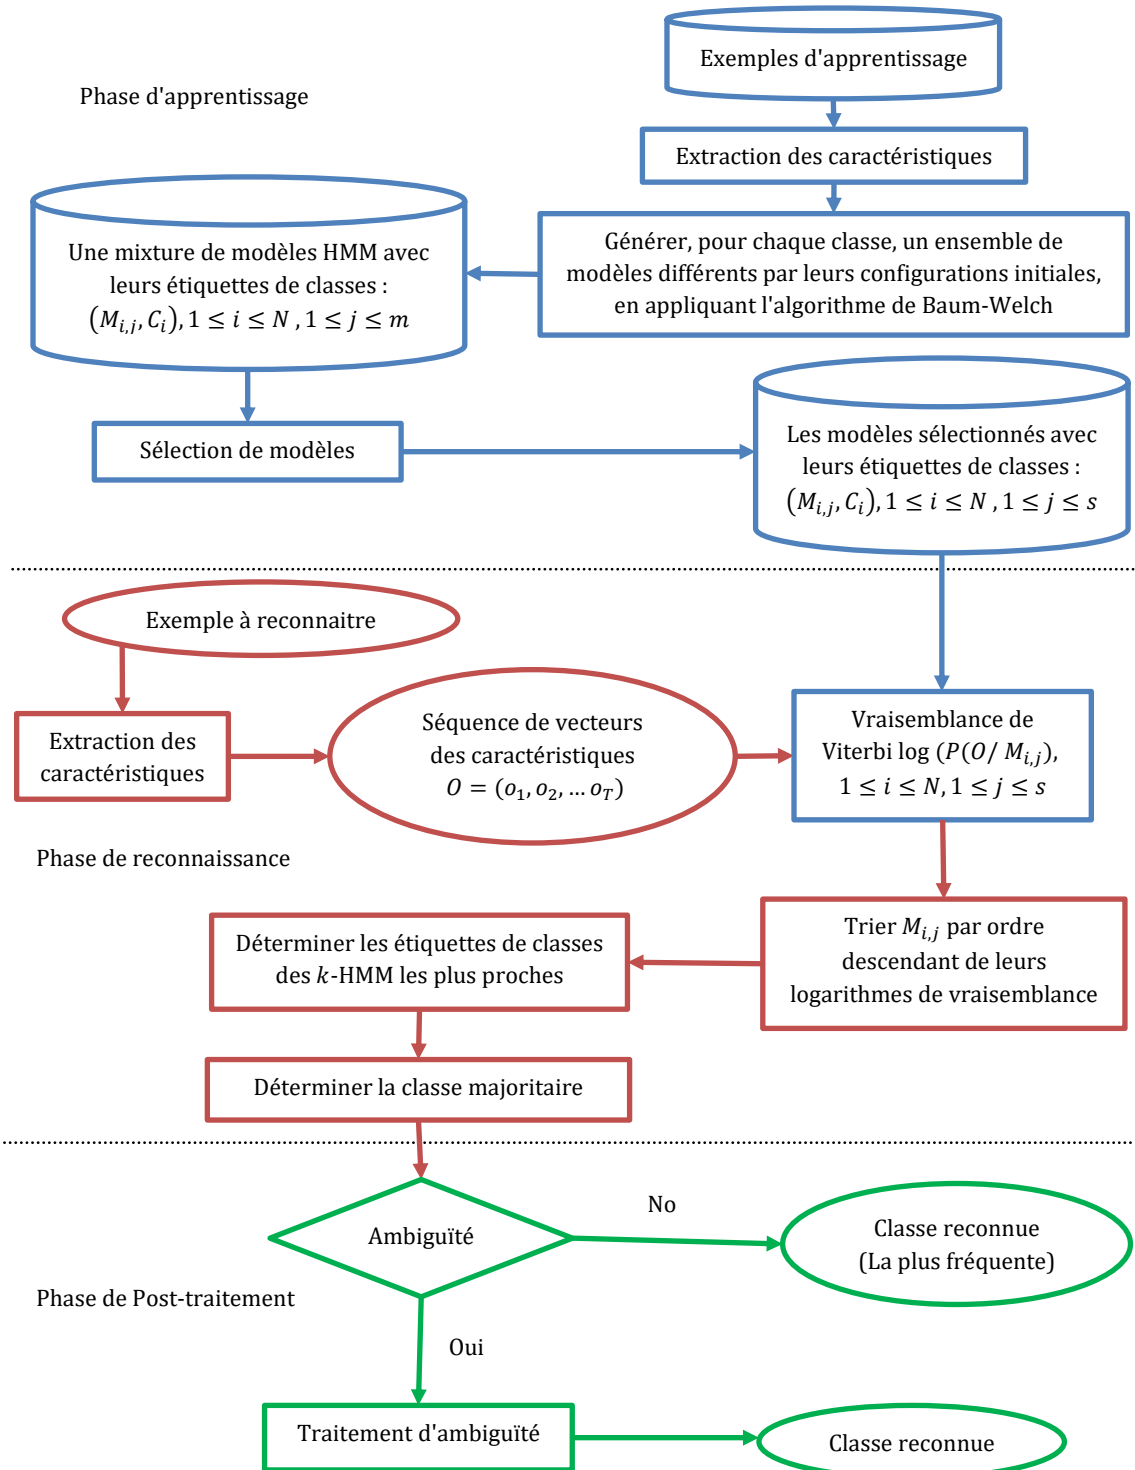 Exemples d'apprentissage
Phase d'apprentissage
Extraction des caractéristiques
Générer, pour chaque classe, un ensemble de
modèles différents par leurs configurations initiales,
en appliquant l'algorithme de Baum-Welch
Une mixture de modèles HMM avec
leurs étiquettes de classes :
(M_{i,j}, C_i), 1 ≤ i ≤ N , 1 ≤ j ≤ m
Sélection de modèles
Les modèles sélectionnés avec
leurs étiquettes de classes :
(M_{i,j}, C_i), 1 ≤ i ≤ N , 1 ≤ j ≤ s
Exemple à reconnaitre
Extraction des
caractéristiques
Séquence de vecteurs
des caractéristiques
O = (o_1, o_2, … o_T)
Vraisemblance de
Viterbi log (P(O/ M_{i,j}),
1 ≤ i ≤ N, 1 ≤ j ≤ s
Phase de reconnaissance
Trier M_{i,j} par ordre
descendant de leurs
logarithmes de vraisemblance
Déterminer les étiquettes de classes
des k-HMM les plus proches
Déterminer la classe majoritaire
Ambiguïté
No
Classe reconnue
(La plus fréquente)
Phase de Post-traitement
Oui
Traitement d'ambiguïté
Classe reconnue